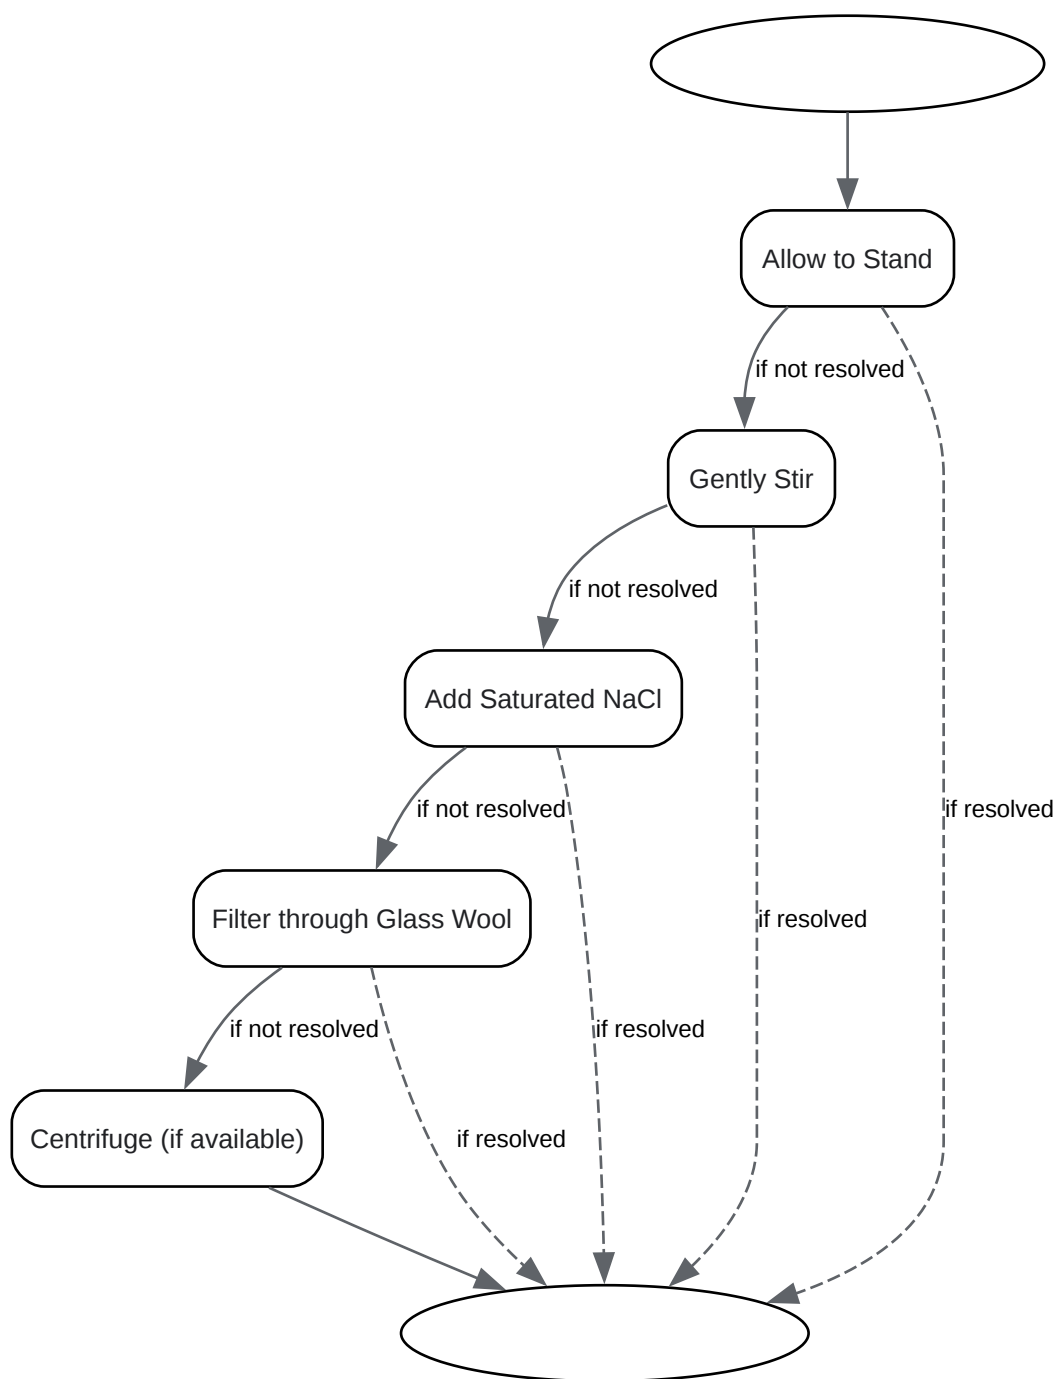 Allow to Stand
if not resolved
Gently Stir
if not resolved
Add Saturated NaCl
if not resolved
if resolved
Filter through Glass Wool
if resolved
if not resolved
if resolved
Centrifuge (if available)
if resolved